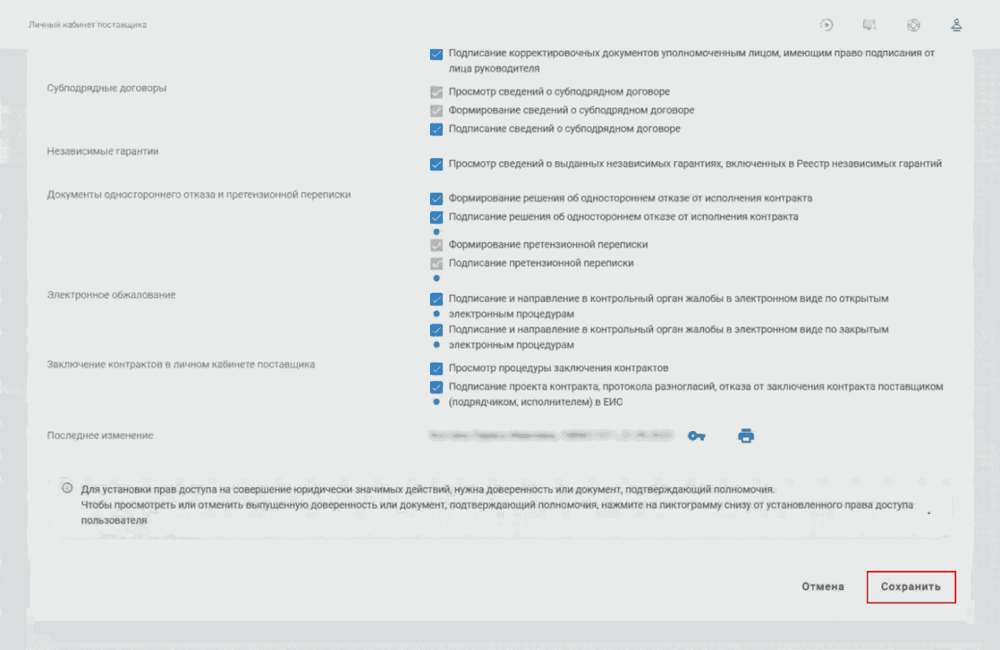 Личный кабинет поставщика
Подписание корректировочных документов уполномоченным лицом, имеющим право подписания от
лица руководителя
Субподрядные договоры
Просмотр сведений о субподрядном договоре
Формирование сведений о субподрядном договоре
Подписание сведений о субподрядном договоре
Независимые гарантии
Просмотр сведений о выданных независимых гарантиях, включенных в Реестр независимых гарантий
Документы одностороннего отказа и претензионной переписки
Формирование решения об одностороннем отказе от исполнения контракта
Подписание решения об одностороннем отказе от исполнения контракта
Формирование претензионной переписки
Подписание претензионной переписки
Электронное обжалование
Подписание и направление в контрольный орган жалобы в электронном виде по открытым
электронным процедурам
Подписание и направление в контрольный орган жалобы в электронном виде по закрытым
электронным процедурам
Заключение контрактов в личном кабинете поставщика
Просмотр процедуры заключения контрактов
Подписание проекта контракта, протокола разногласий, отказа от заключения контракта поставщиком
(подрядчиком, исполнителем) в ЕИС
Последнее изменение
Для установки прав доступа на совершение юридически значимых действий, нужна доверенность или документ, подтверждающий полномочия.
Чтобы просмотреть или отменить выпущенную доверенность или документ, подтверждающий полномочия, нажмите на пиктограмму снизу от установленного права доступа
пользователя
Отмена
Сохранить